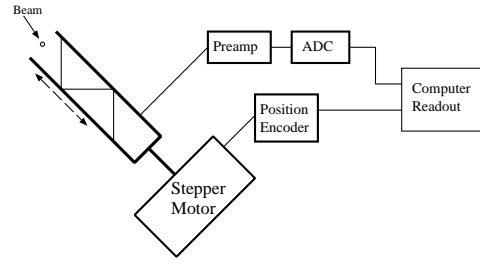 Beam
Preamp
ADC
Computer
Readout
Position
Encoder
Stepper
Motor